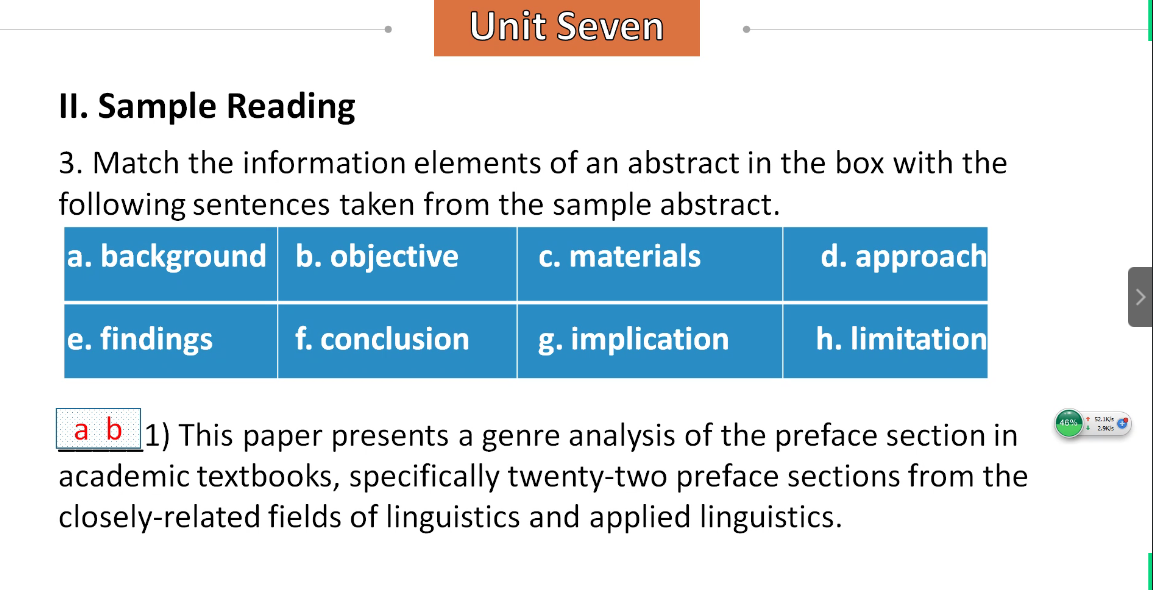 Unit Seven
II. Sample Reading
3. Match the information elements of an abstract in the box with the
following sentences taken from the sample abstract.
a. background b. objective c. materials d. approach
e. findings f. conclusion g. implication h. limitation
a b 1) This paper presents a genre analysis of the preface section in
academic textbooks, specifically twenty-two preface sections from the
closely-related fields of linguistics and applied linguistics.
46%
52.1K/s
2.9K/s